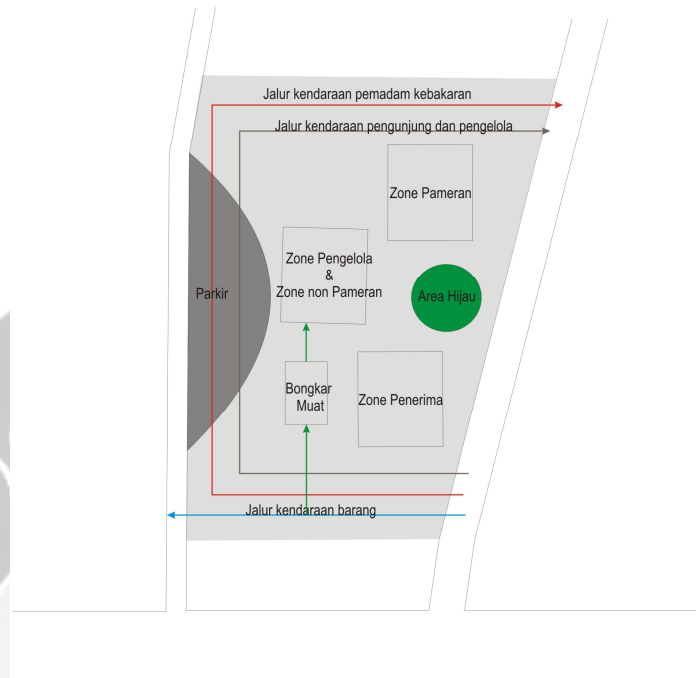 Jalur kendaraan pemadam kebakaran
Jalur kendaraan pengunjung dan pengelola
Zone Pameran
Zone Pengelola
&
Zone non Pameran
Parkir
Area Hijau
Bongkar
Muat
Zone Penerima
Jalur kendaraan barang